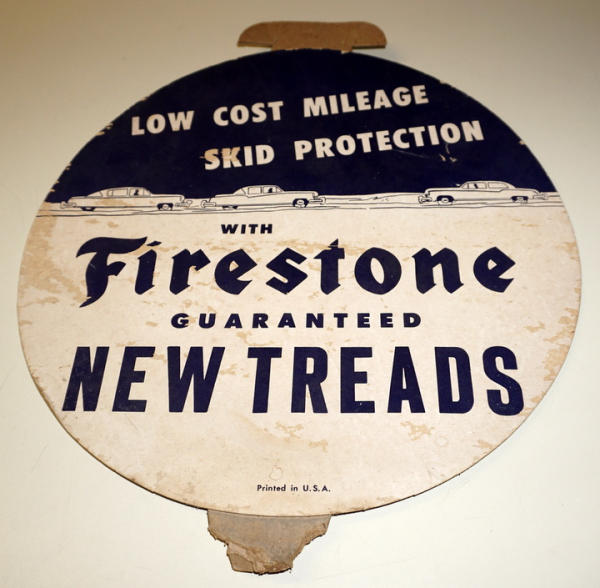 LOW COST MILEAGE
SKID PROTECTION
WITH
Firestone
GUARANTEED
NEW TREADS
Printed in U.S.A.